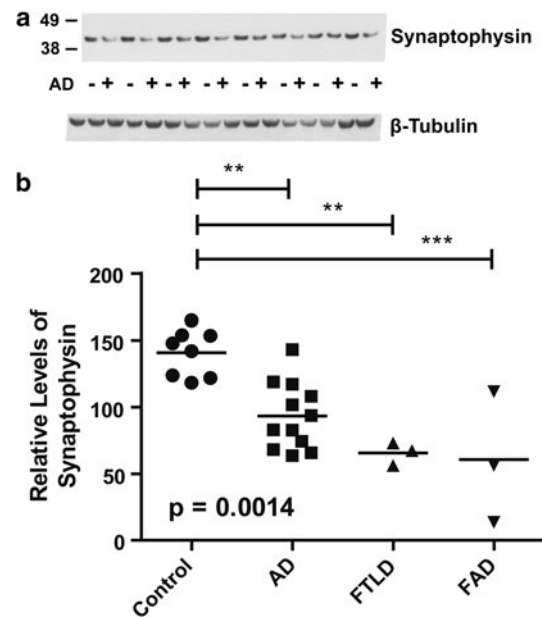 a
49
38
Synaptophysin
AD - + - + - + - + - + - + - + - +
β-Tubulin
b
**
**
***
Relative Levels of
Synaptophysin
200
150
100
50
0
p = 0.0014
Control
AD
FTLD
FAD